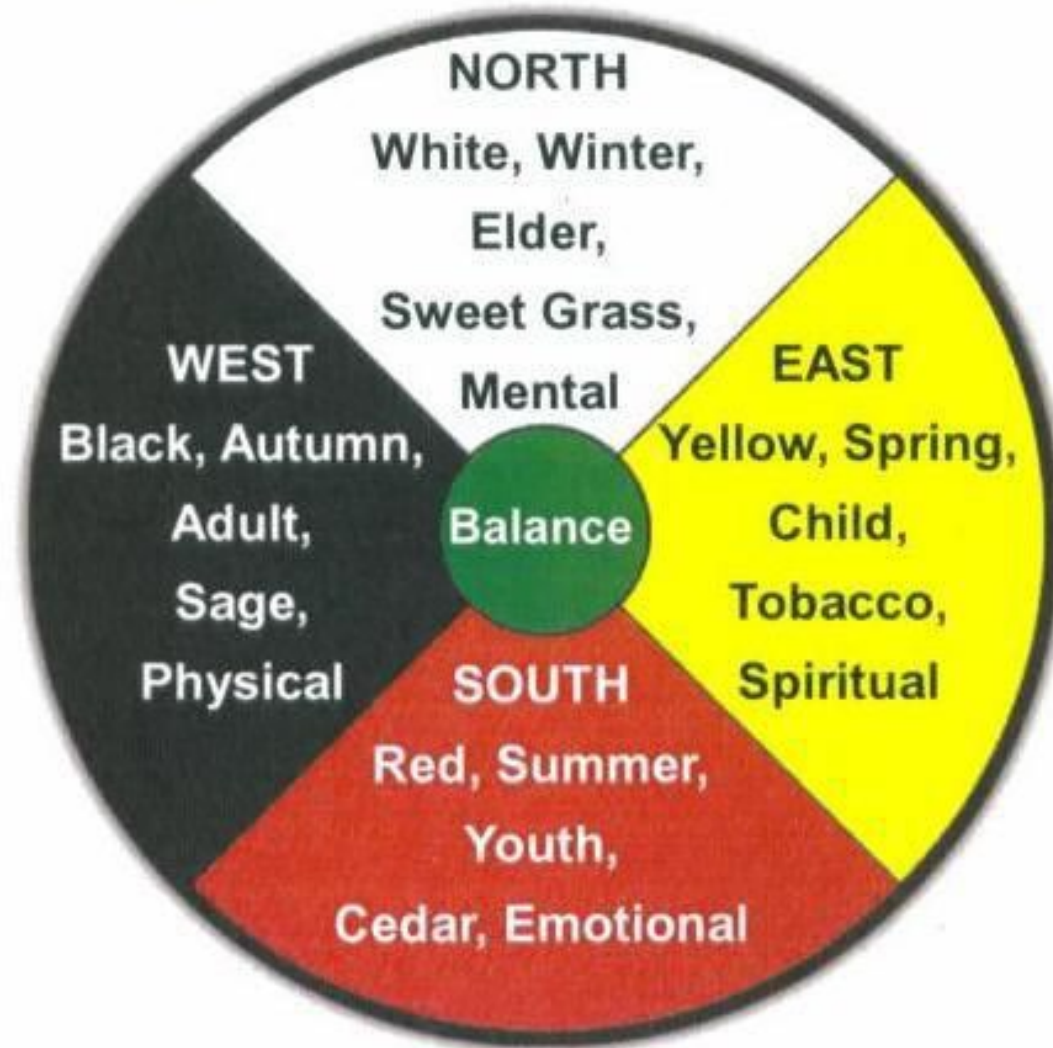 NORTH
White, Winter,
Elder,
Sweet Grass,
Mental
WEST
Black, Autumn,
Adult,
Sage,
Physical
Balance
EAST
Yellow, Spring,
Child,
Tobacco,
Spiritual
SOUTH
Red, Summer,
Youth,
Cedar, Emotional